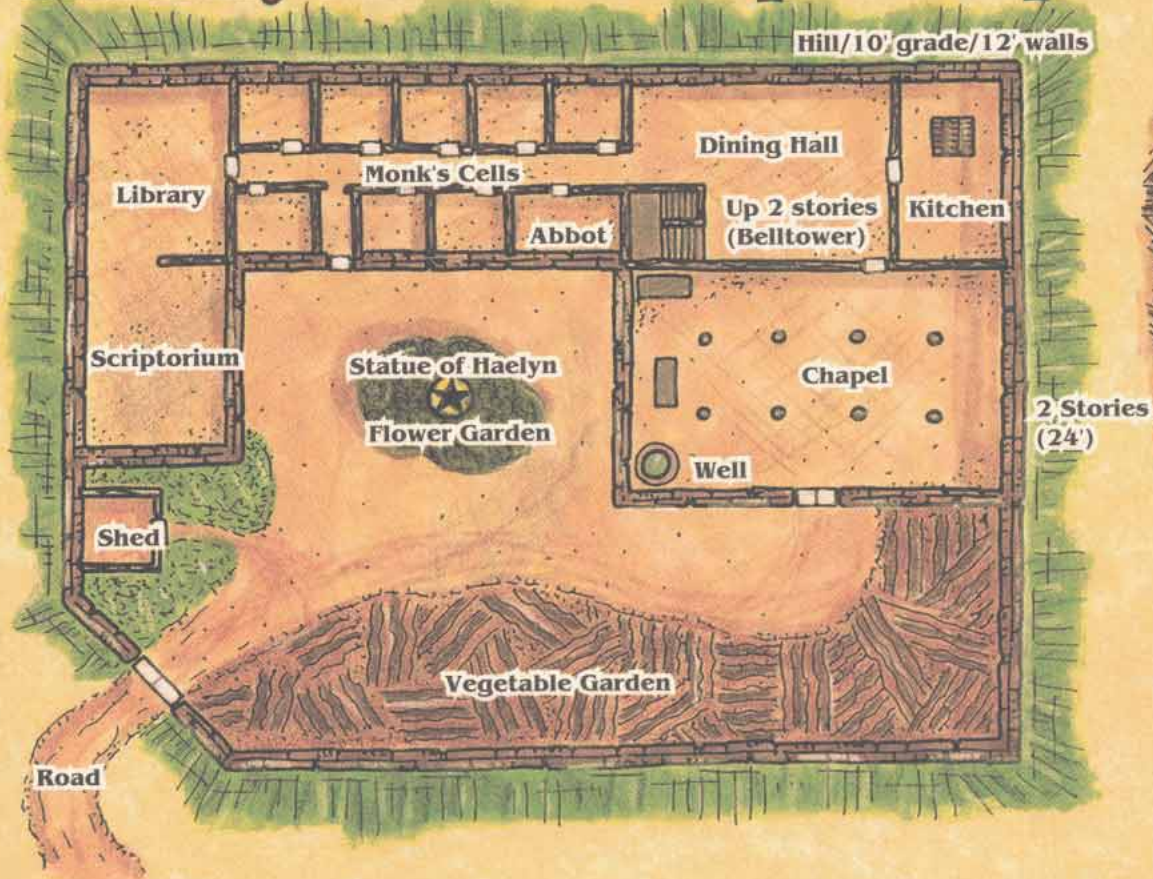 Hill/10' grade/12' walls
Dining Hall
Monk's Cells
Library
Up 2 stories
(Belltower)
Kitchen
Abbot
Scriptorium
Statue of Haelyn
Flower Garden
Chapel
2 Stories
(24')
Well
Shed
Vegetable Garden
Road